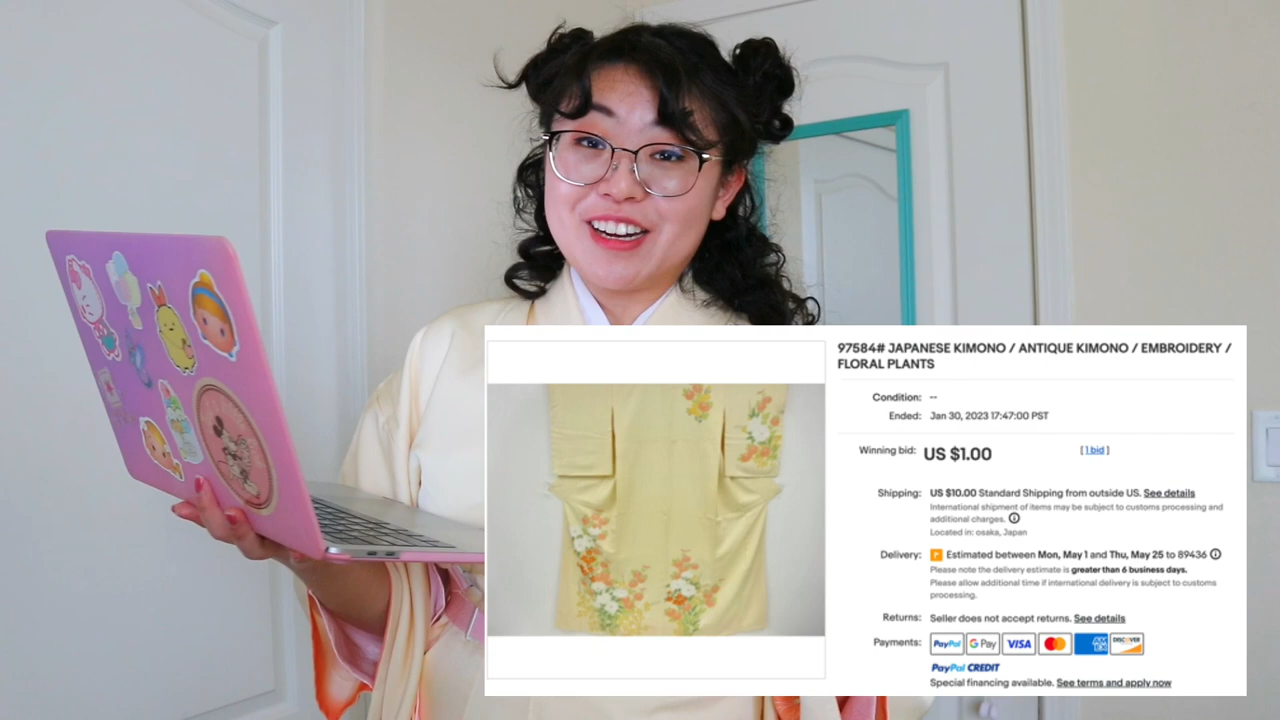 97584# JAPANESE KIMONO / ANTIQUE KIMONO / EMBROIDERY /
FLORAL PLANTS
Condition: --
Ended: Jan 30, 2023 17:47:00 PST
Winning bid: US $1.00 [ 1 bid ]
Shipping: US $10.00 Standard Shipping from outside US. See details
International shipment of items may be subject to customs processing and
additional charges.
Located in: osaka, Japan
Delivery: Estimated between Mon, May 1 and Thu, May 25 to 89436
Please note the delivery estimate is greater than 6 business days.
Please allow additional time if international delivery is subject to customs
processing.
Returns: Seller does not accept returns. See details
Payments: PayPal G Pay VISA AMEX DISCOVER
PayPal CREDIT
Special financing available. See terms and apply now